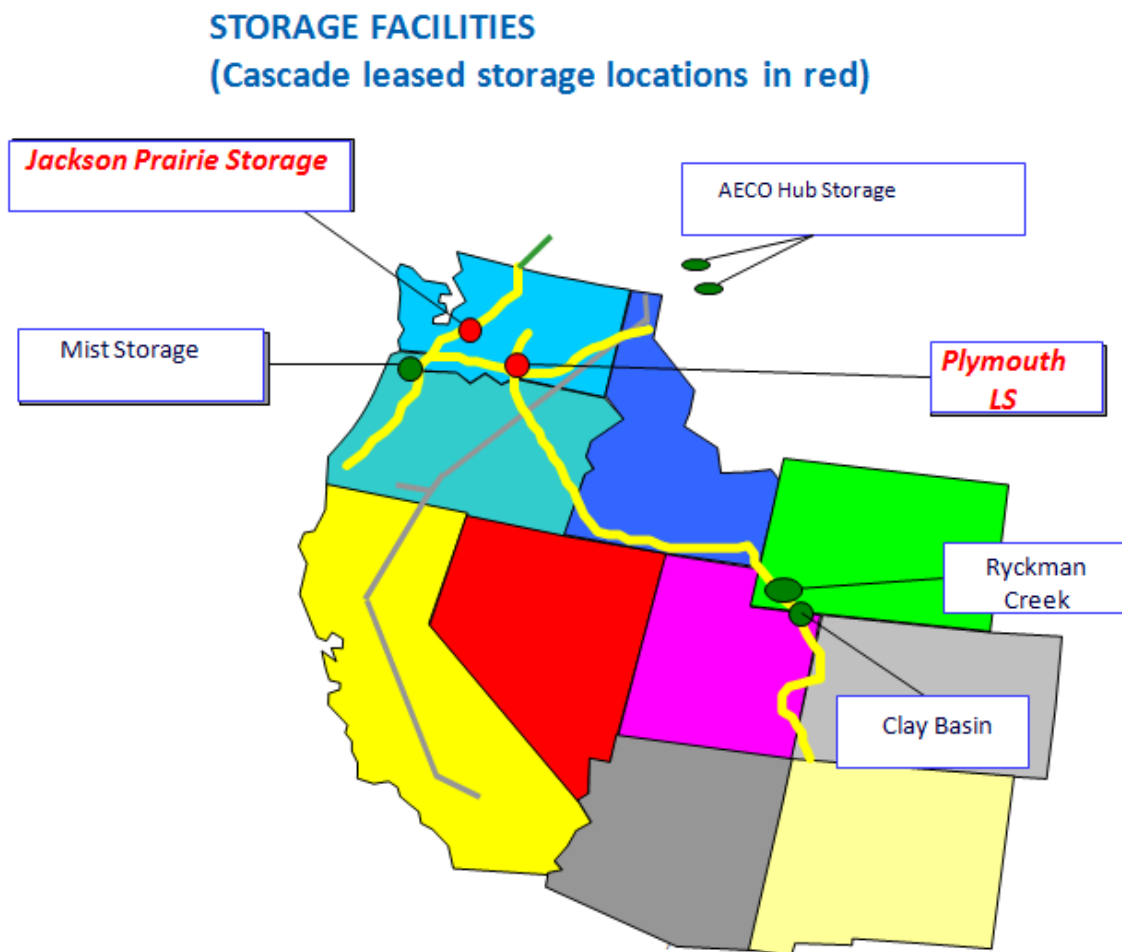 STORAGE FACILITIES
(Cascade leased storage locations in red)
Jackson Prairie Storage
AECO Hub Storage
Mist Storage
Plymouth
LS
Ryckman
Creek
Clay Basin